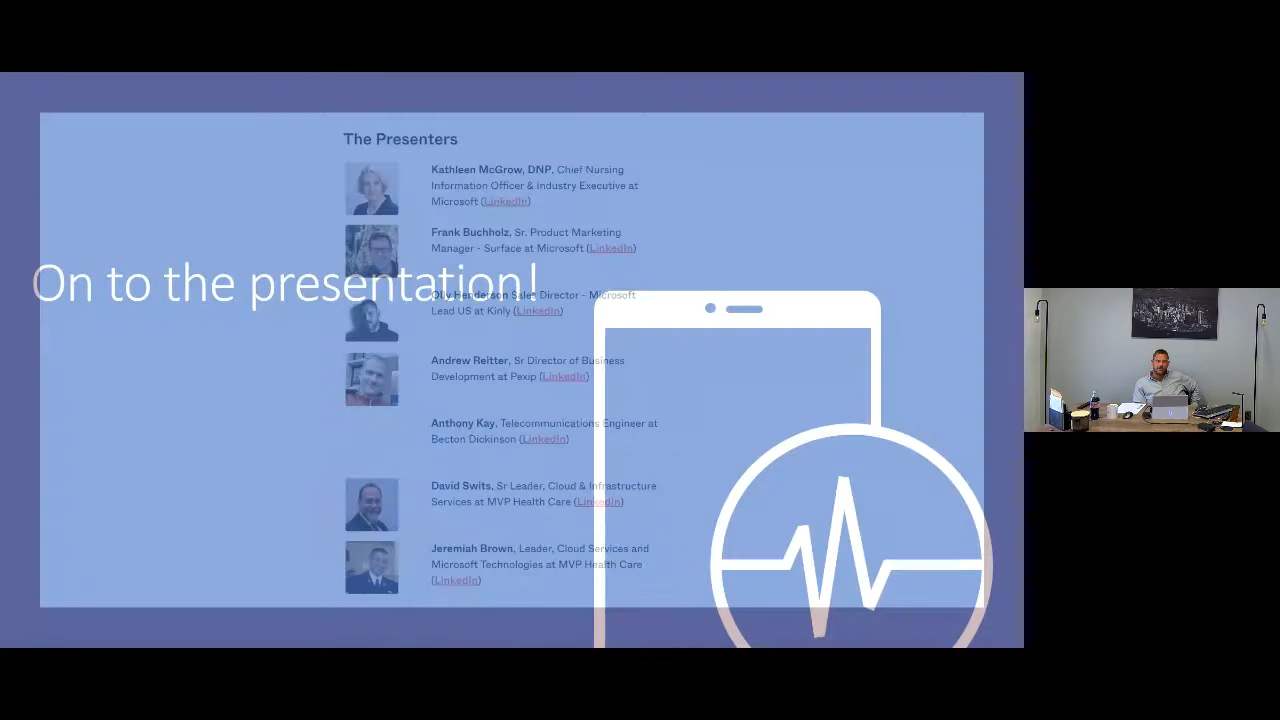 The Presenters
Kathleen McGrow, DNP, Chief Nursing
Information Officer & Industry Executive at
Microsoft (LinkedIn)
Frank Buchholz, Sr. Product Marketing
Manager - Surface at Microsoft (LinkedIn)
On to the presentation!
Olly Henderson Sales Director - Microsoft
Lead US at Kinly (LinkedIn)
Andrew Reitter, Sr Director of Business
Development at Pexip (LinkedIn)
Anthony Kay, Telecommunications Engineer at
Becton Dickinson (LinkedIn)
David Swits, Sr Leader, Cloud & Infrastructure
Services at MVP Health Care (LinkedIn)
Jeremiah Brown, Leader, Cloud Services and
Microsoft Technologies at MVP Health Care
(LinkedIn)